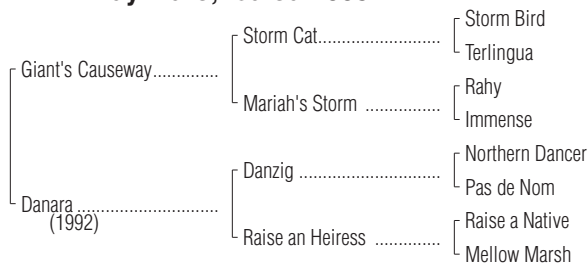 Storm Bird
Storm Cat
Terlingua
Giant's Causeway
Rahy
Mariah's Storm
Immense
Northern Dancer
Danzig
Pas de Nom
Danara
(1992)
Raise a Native
Raise an Heiress
Mellow Marsh